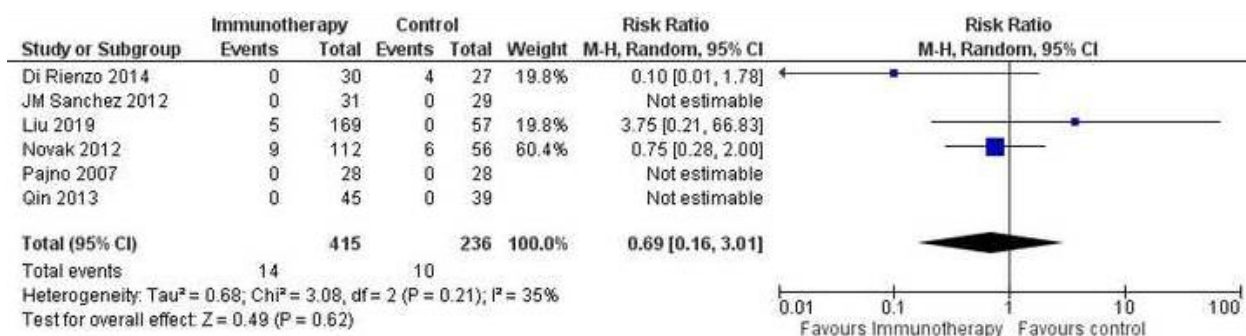 Immunotherapy Control Risk Ratio Risk Ratio
Study or Subgroup Events Total Events Total Weight M-H, Random, 95% CI M-H, Random, 95% CI
Di Rienzo 2014 0 30 4 27 19.8% 0.10 [0.01, 1.78]
JM Sanchez 2012 0 31 0 29 Not estimable
Liu 2019 5 169 0 57 19.8% 3.75 [0.21, 66.83]
Novak 2012 9 112 6 56 60.4% 0.75 [0.28, 2.00]
Pajno 2007 0 28 0 28 Not estimable
Qin 2013 0 45 0 39 Not estimable
Total (95% CI) 415 236 100.0% 0.69 [0.16, 3.01]
Total events 14 10
Heterogeneity: Tau² = 0.68; Chi² = 3.08, df = 2 (P = 0.21); I² = 35%
Test for overall effect: Z = 0.49 (P = 0.62)
0.01 0.1 1 10 100
Favours Immunotherapy Favours control